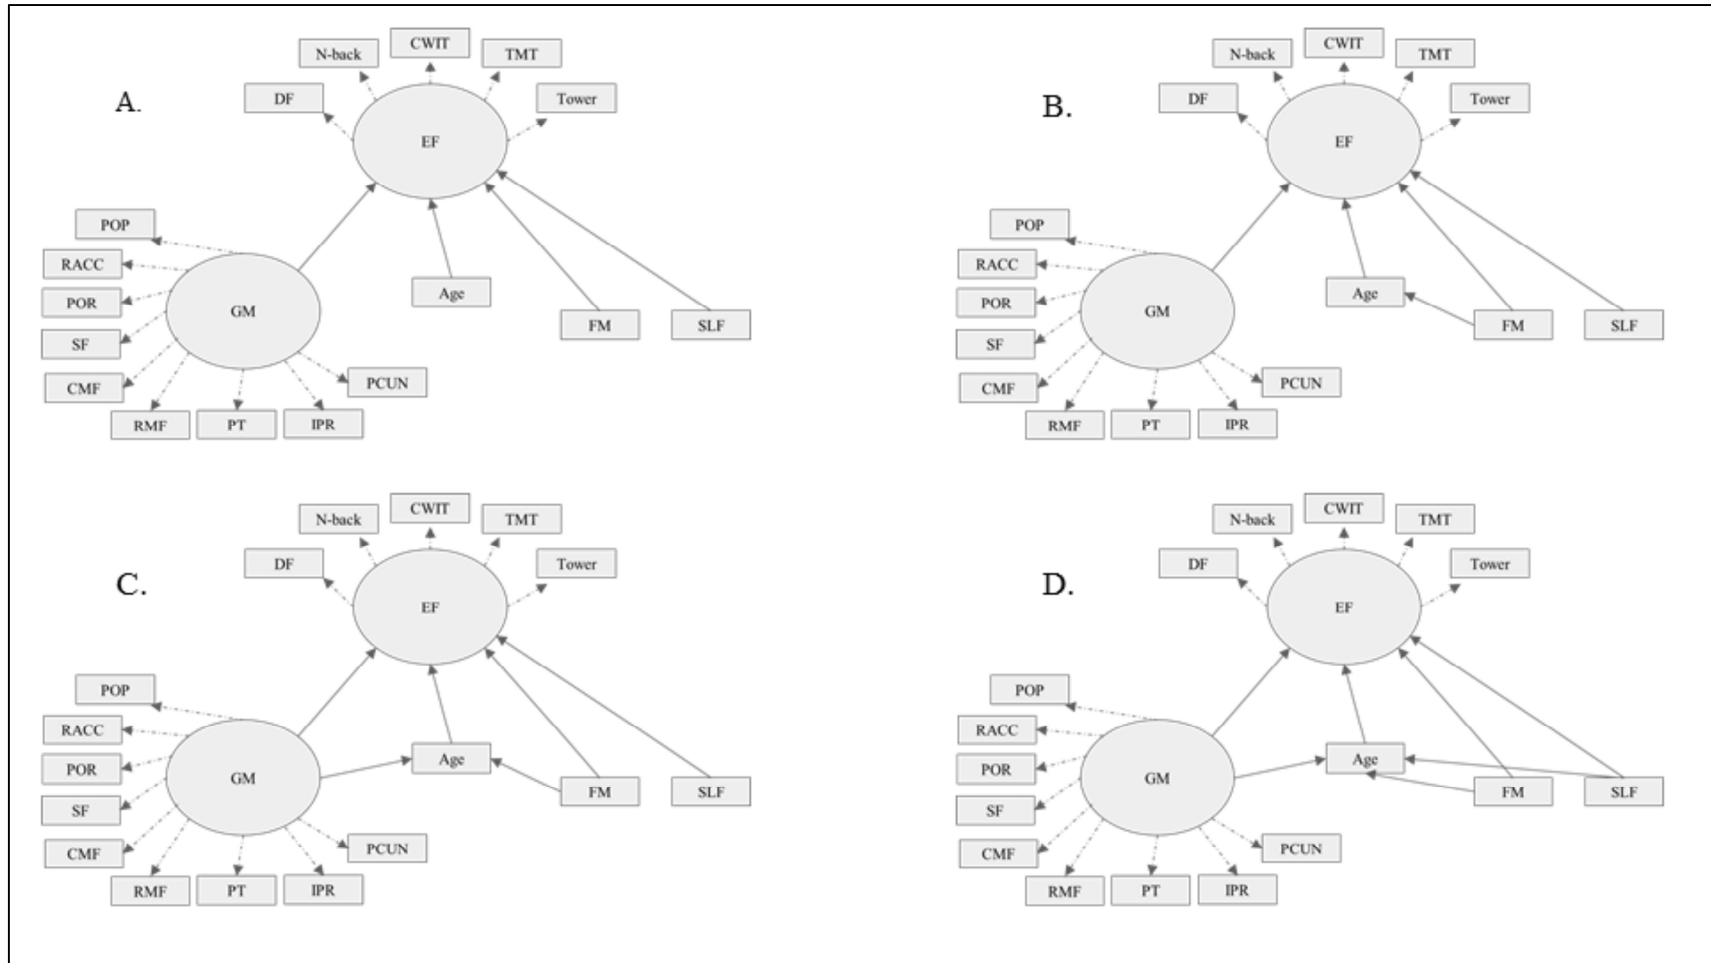 A.
N-back
CWIT
TMT
DF
Tower
EF
POP
RACC
POR
SF
CMF
RMF
PT
IPR
PCUN
GM
Age
FM
SLF
B.
N-back
CWIT
TMT
DF
Tower
EF
POP
RACC
POR
SF
CMF
RMF
PT
IPR
PCUN
GM
Age
FM
SLF
C.
N-back
CWIT
TMT
DF
Tower
EF
POP
RACC
POR
SF
CMF
RMF
PT
IPR
PCUN
GM
Age
FM
SLF
D.
N-back
CWIT
TMT
DF
Tower
EF
POP
RACC
POR
SF
CMF
RMF
PT
IPR
PCUN
GM
Age
FM
SLF